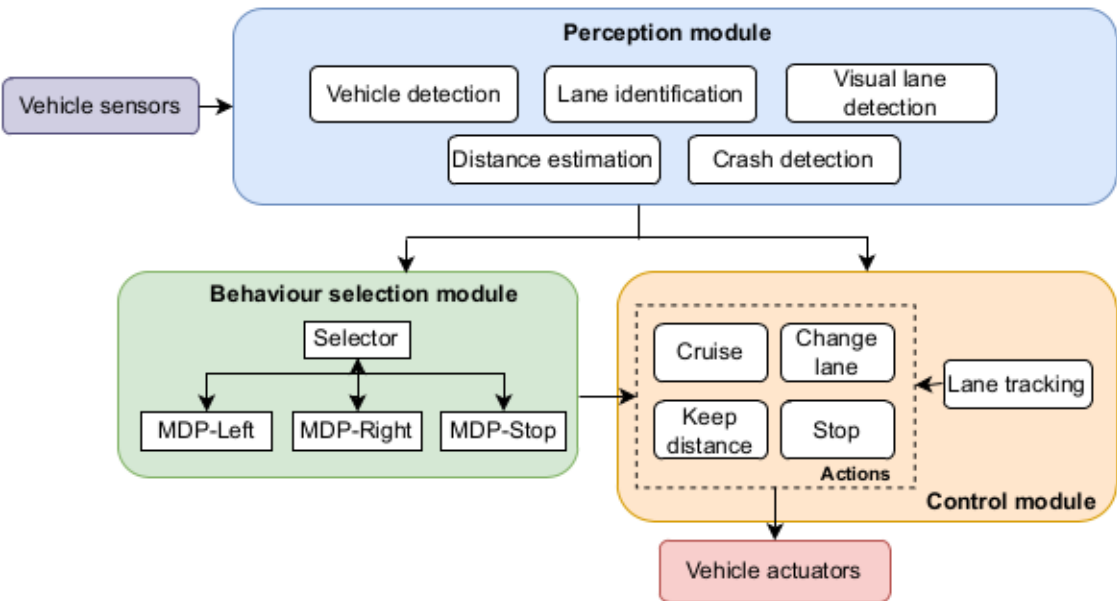 Perception module
Vehicle sensors
Vehicle detection
Lane identification
Visual lane
detection
Distance estimation
Crash detection
Behaviour selection module
Selector
MDP-Left
MDP-Right
MDP-Stop
Cruise
Change
lane
Keep
distance
Stop
Actions
Lane tracking
Control module
Vehicle actuators